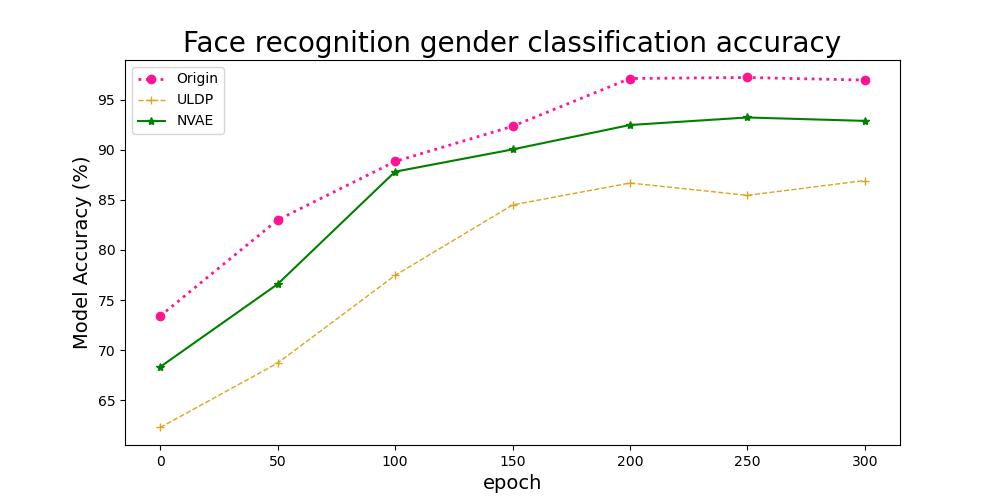 Face recognition gender classification accuracy
Origin
ULDP
NVAE
Model Accuracy (%)
95
90
85
80
75
70
65
0 50 100 150 200 250 300
epoch